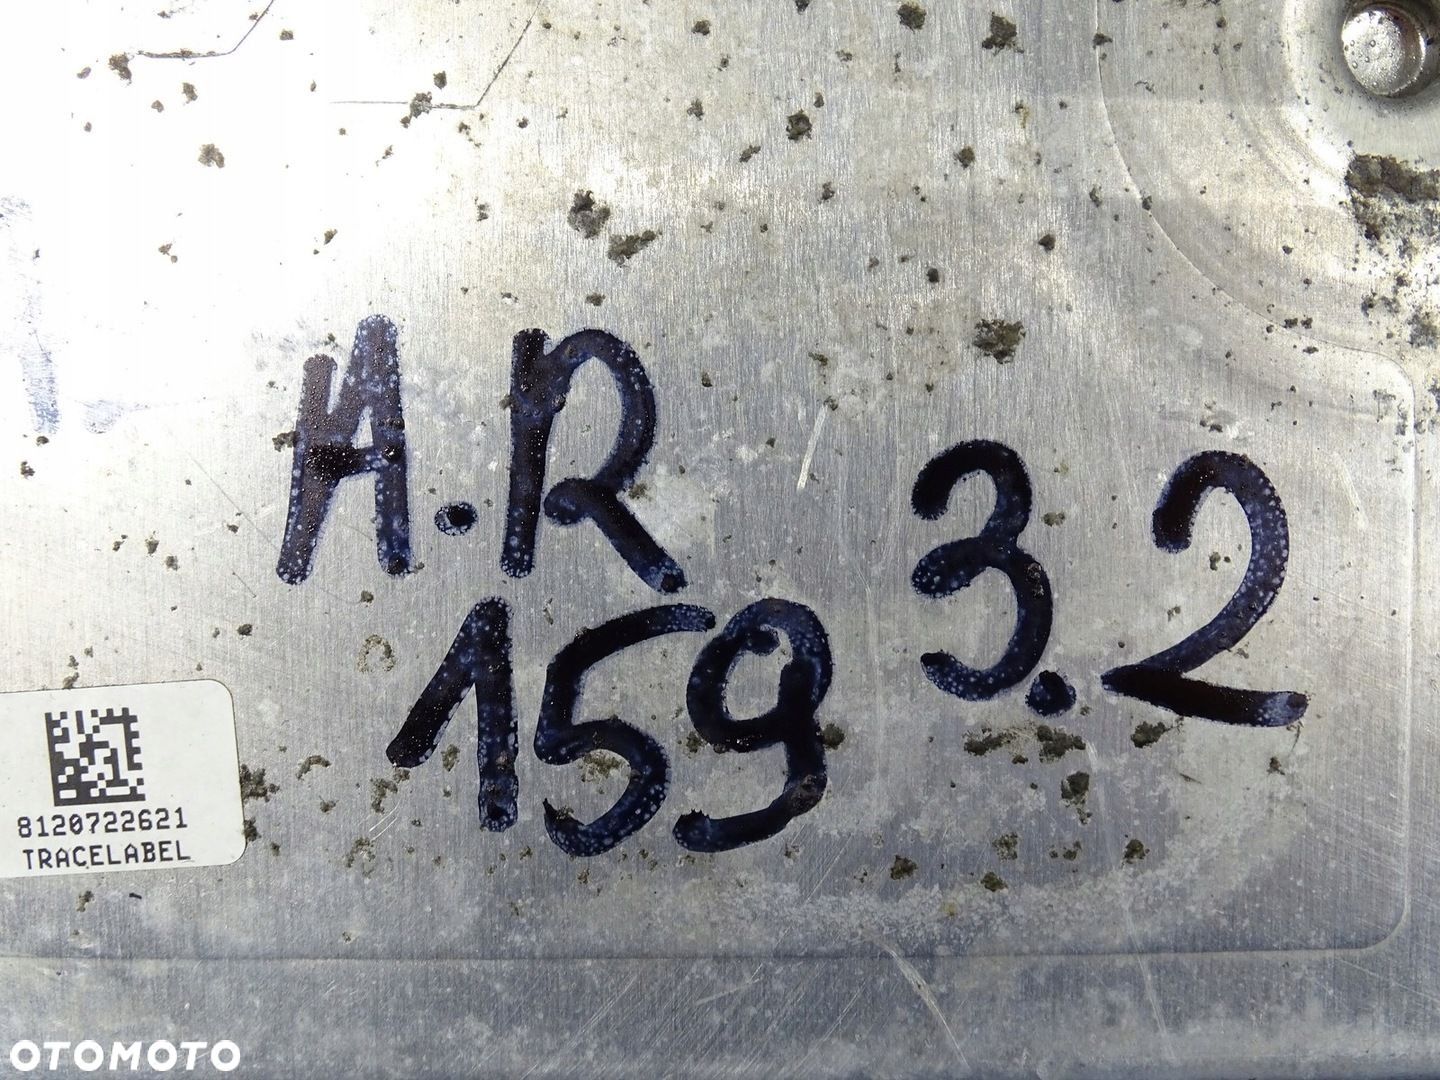 A.R 3.2
159
8120722621
TRACELABEL
OTOMOTO